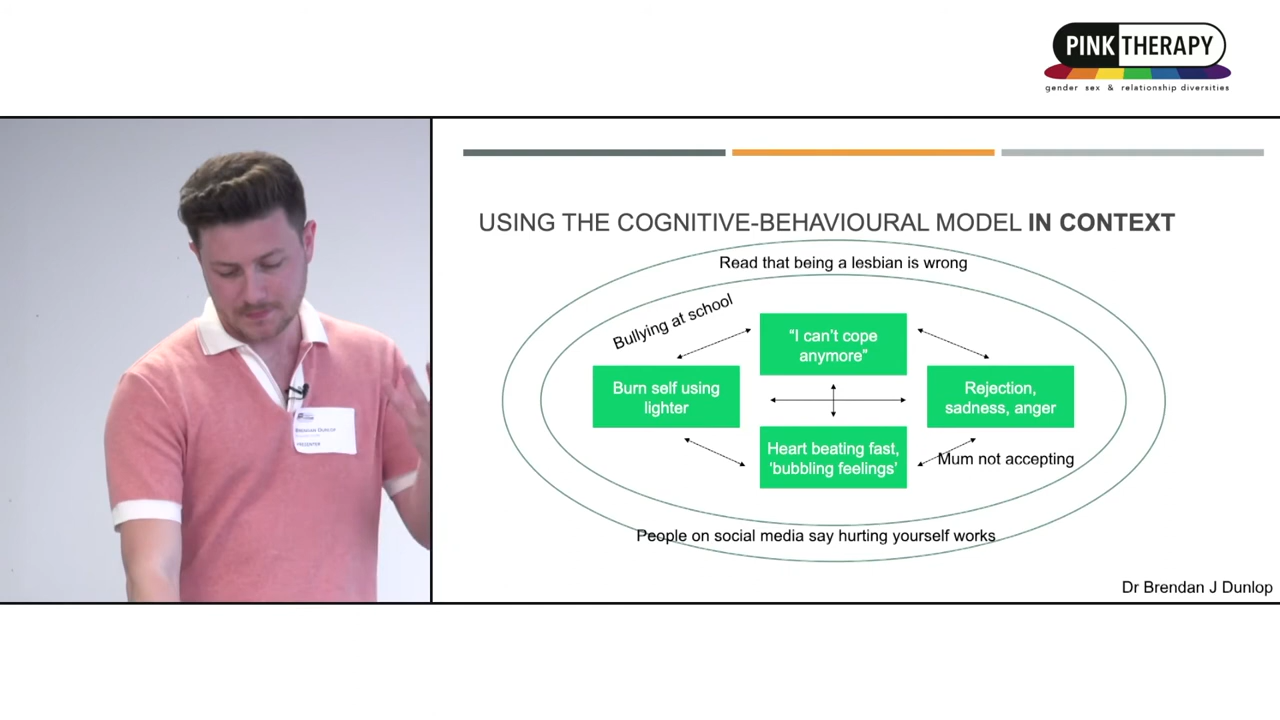 PINK THERAPY
gender sex & relationship diversities
BRENDAN DUNLOP
PRESENTER
USING THE COGNITIVE-BEHAVIOURAL MODEL IN CONTEXT
Read that being a lesbian is wrong
Bullying at school
“I can’t cope
anymore”
Burn self using
lighter
Rejection,
sadness, anger
Heart beating fast,
'bubbling feelings’
Mum not accepting
People on social media say hurting yourself works
Dr Brendan J Dunlop